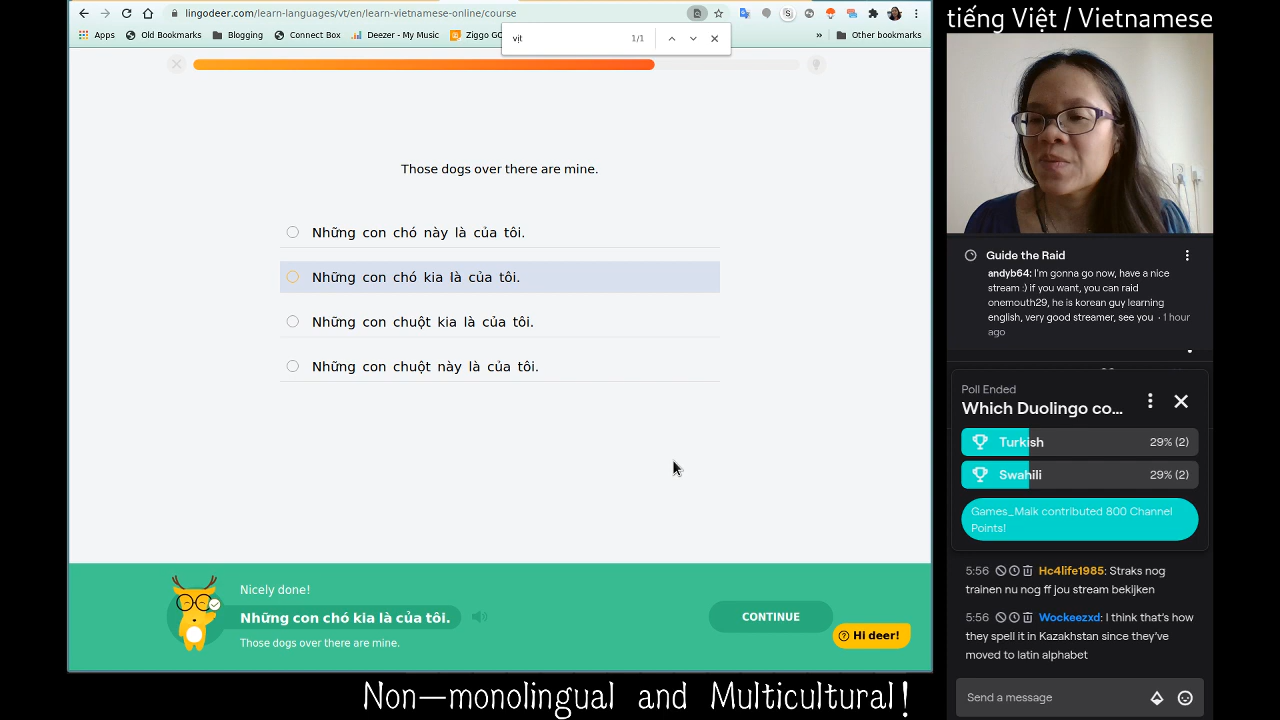 tiếng Việt / Vietnamese
lingodeer.com/learn-languages/vt/en/learn-vietnamese-online/course
Apps
Old Bookmarks
Blogging
Connect Box
Deezer - My Music
Ziggo GO
»
Other bookmarks
vịt
1/1
Those dogs over there are mine.
Những con chó này là của tôi.
Những con chó kia là của tôi.
Những con chuột kia là của tôi.
Những con chuột này là của tôi.
Nicely done!
Những con chó kia là của tôi.
Those dogs over there are mine.
CONTINUE
Hi deer!
Guide the Raid
andyb64: I'm gonna go now, have a nice
stream :) if you want, you can raid
onemouth29, he is korean guy learning
english, very good streamer, see you • 1 hour
ago
Poll Ended
Which Duolingo co...
Turkish 29% (2)
Swahili 29% (2)
Games_Maik contributed 800 Channel
Points!
5:56 Hc4life1985: Straks nog
trainen nu nog ff jou stream bekijken
5:56 Wockeezxd: I think that's how
they spell it in Kazakhstan since they've
moved to latin alphabet
Send a message
Non-monolingual and Multicultural!